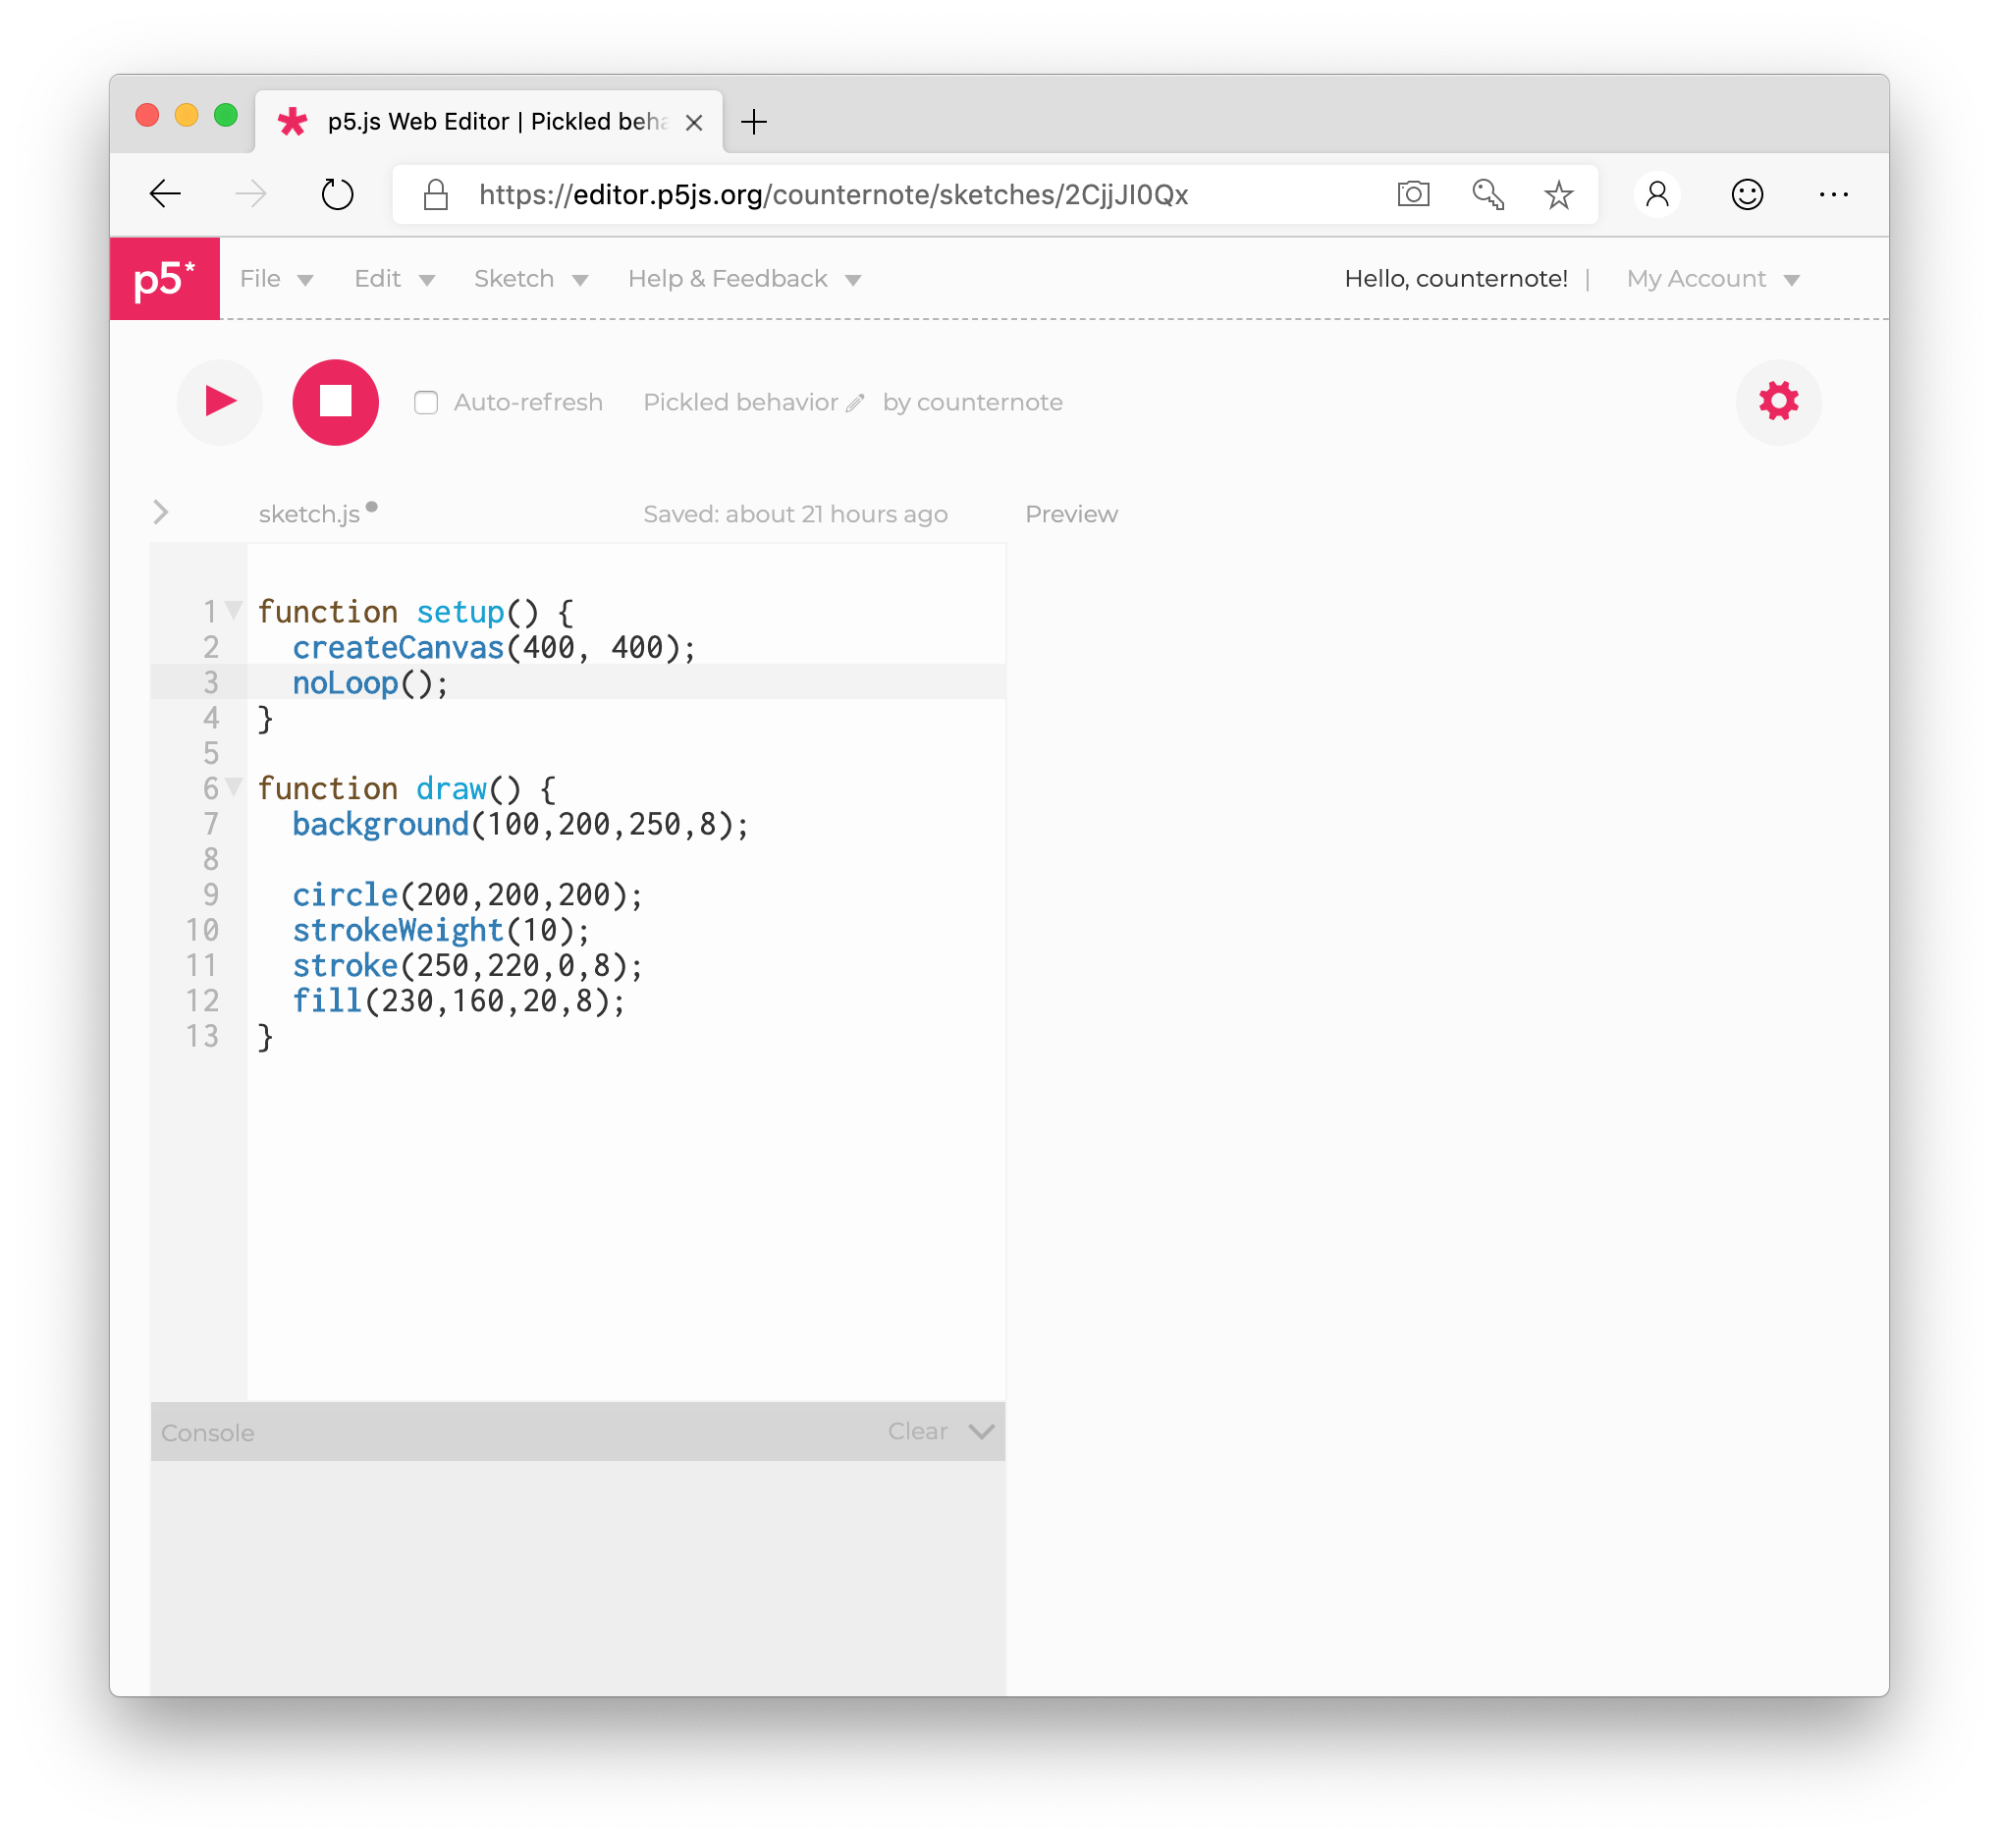 p5.js Web Editor | Pickled beha
https://editor.p5js.org/counternote/sketches/2CjjJI0Qx
p5* File Edit Sketch Help & Feedback Hello, counternote! | My Account
Auto-refresh Pickled behavior by counternote
sketch.js Saved: about 21 hours ago Preview
1 function setup() {
2   createCanvas(400, 400);
3   noLoop();
4 }
5
6 function draw() {
7   background(100,200,250,8);
8
9   circle(200,200,200);
10   strokeWeight(10);
11   stroke(250,220,0,8);
12   fill(230,160,20,8);
13 }
Console Clear